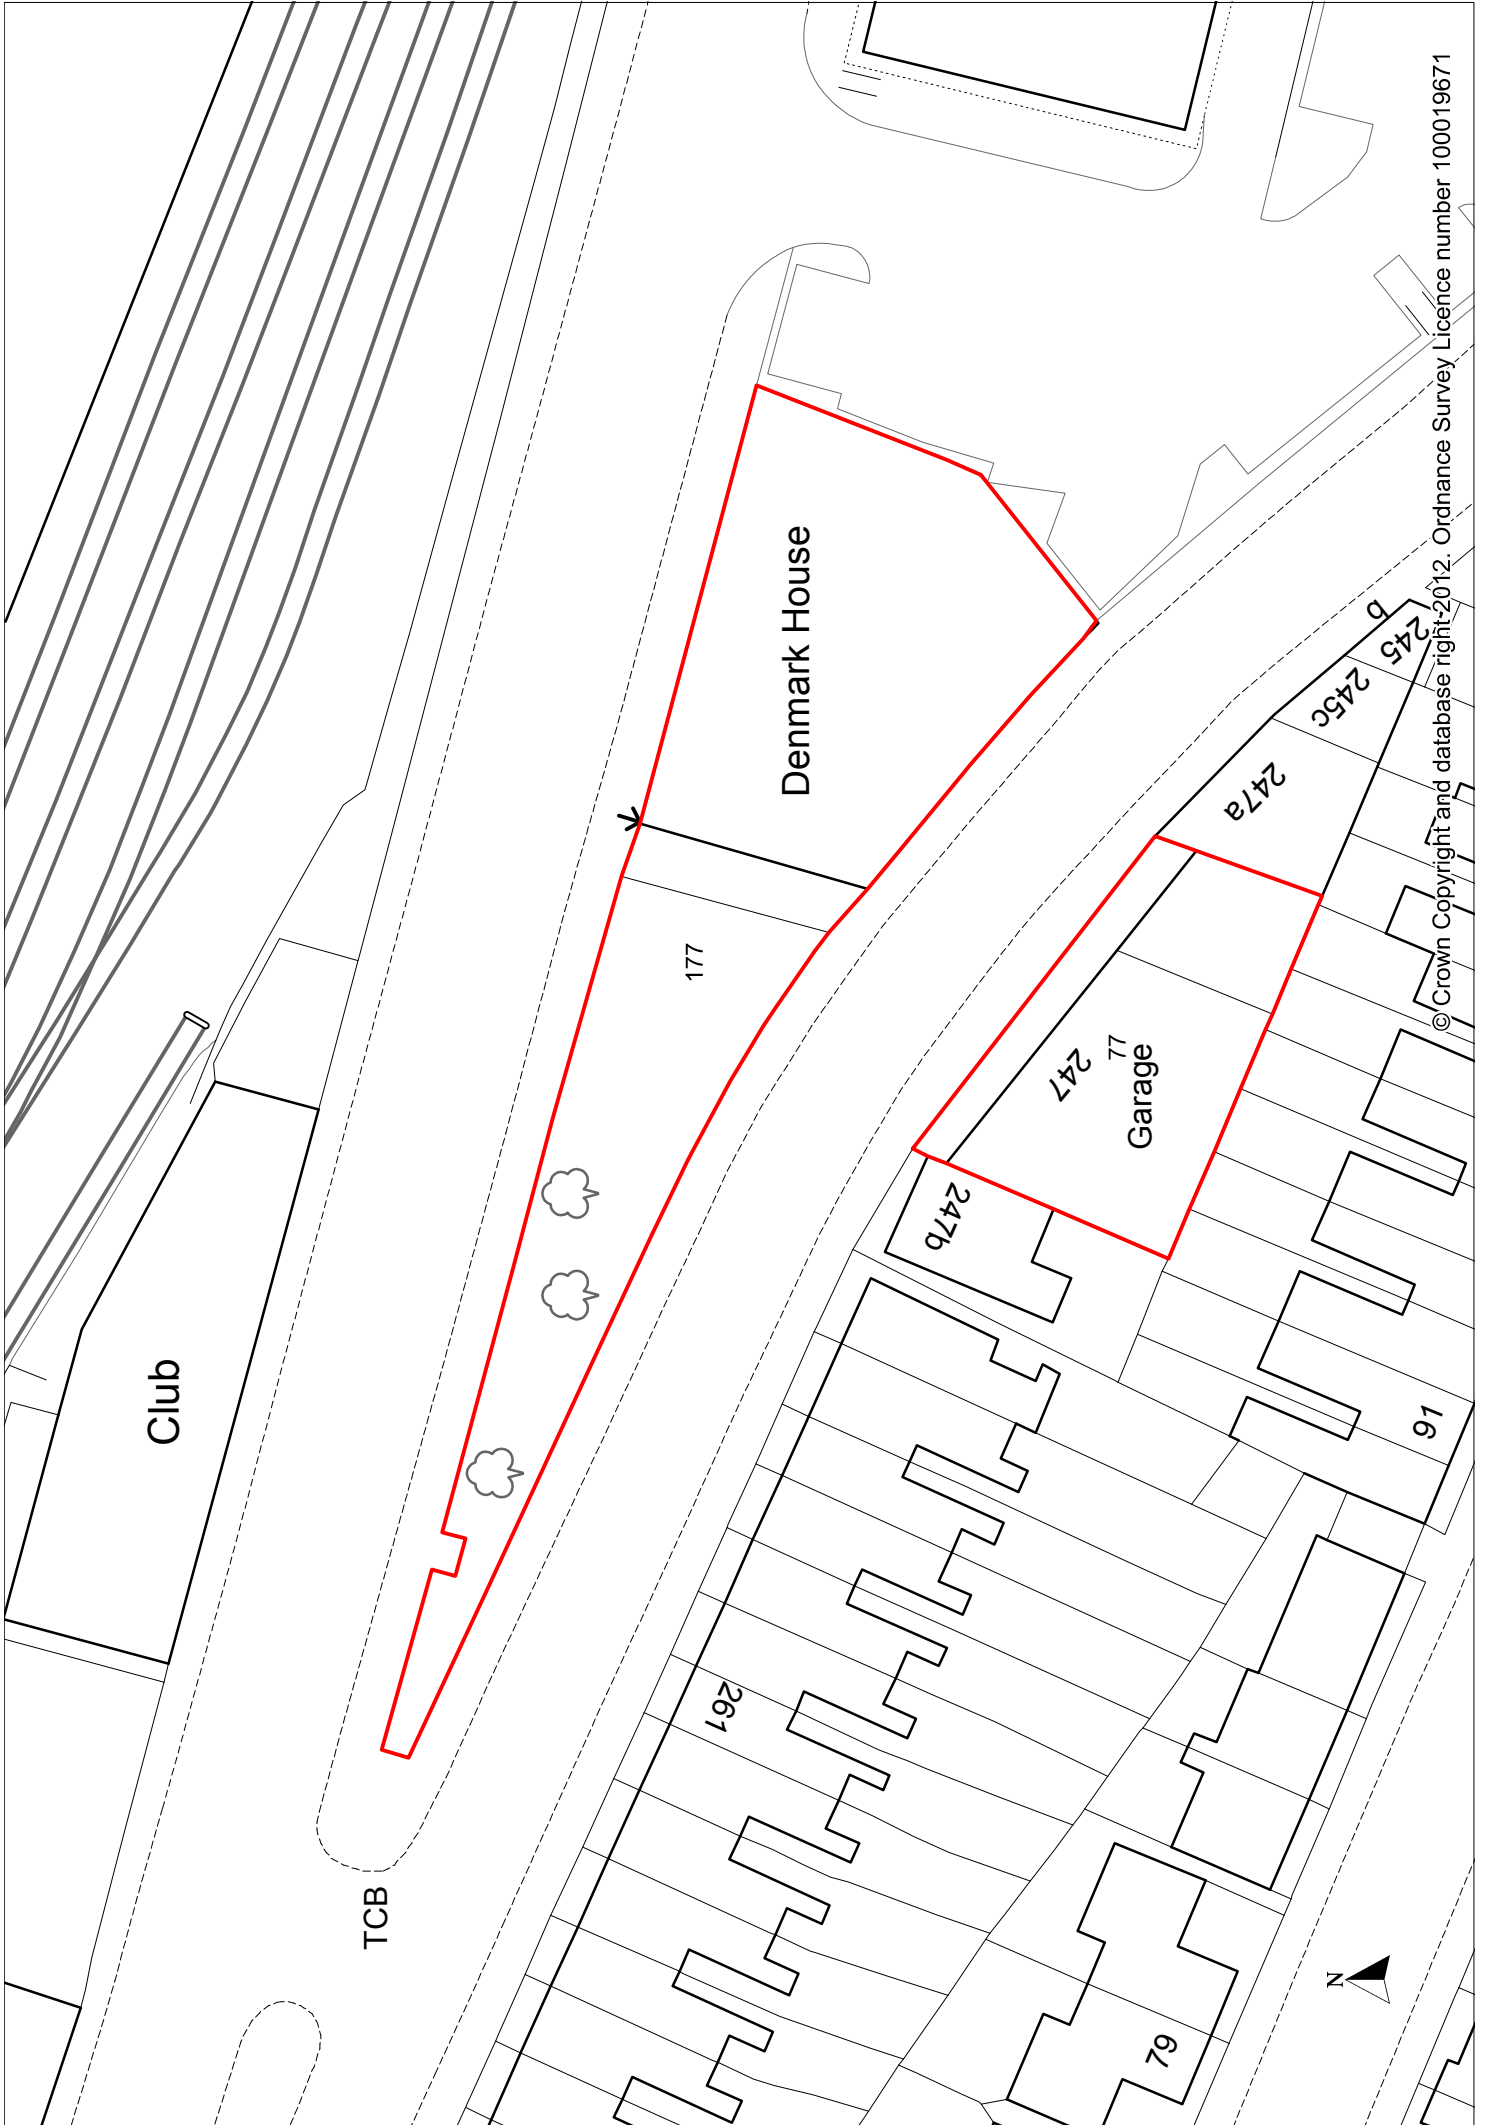 Club
TCB
177
Denmark House
247b
247
77
Garage
247a
245c
245
b
261
91
79
N
© Crown Copyright and database right 2012. Ordnance Survey Licence number 100019671